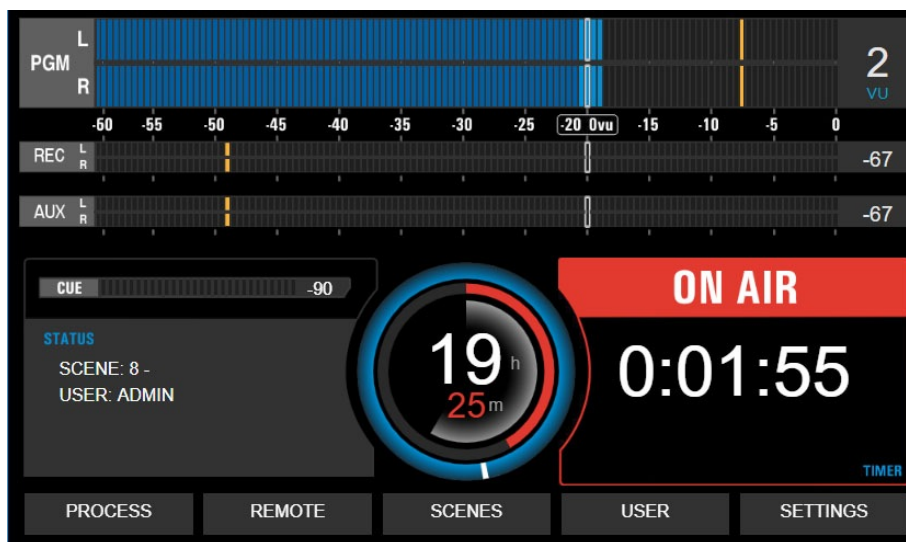 L
PGM
R
2
VU
-60 -55 -50 -45 -40 -35 -30 -25 -20 0vu -15 -10 -5 0
REC L R -67
AUX L R -67
CUE -90
STATUS
SCENE: 8 -
USER: ADMIN
19 h
25 m
ON AIR
0:01:55
TIMER
PROCESS REMOTE SCENES USER SETTINGS